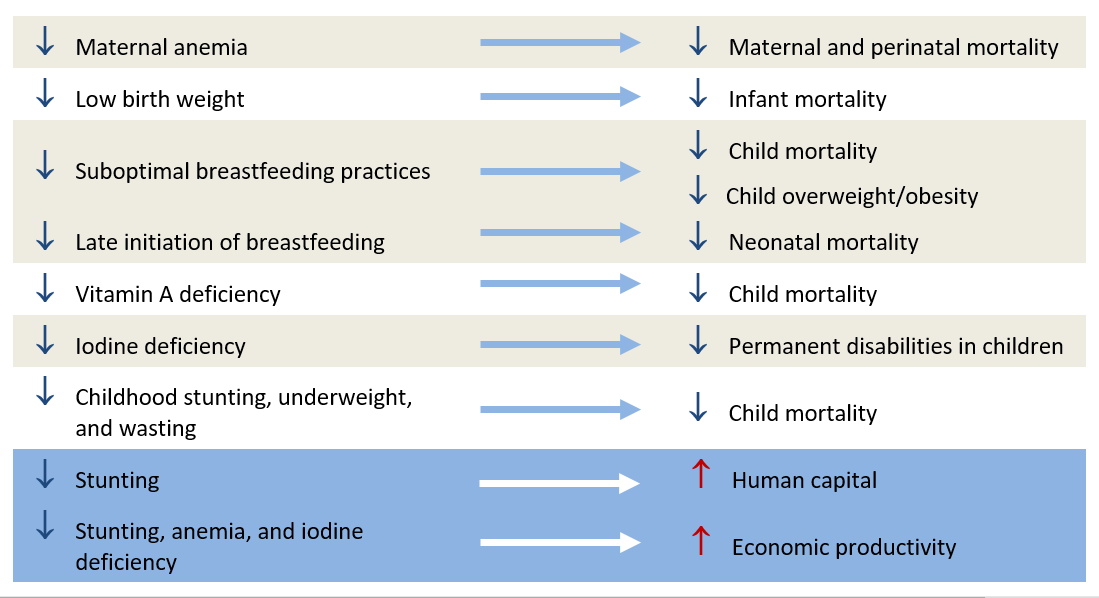 Maternal anemia
Maternal and perinatal mortality
Low birth weight
Infant mortality
Suboptimal breastfeeding practices
Child mortality
Child overweight/obesity
Late initiation of breastfeeding
Neonatal mortality
Vitamin A deficiency
Child mortality
Iodine deficiency
Permanent disabilities in children
Childhood stunting, underweight,
and wasting
Child mortality
Stunting
Human capital
Stunting, anemia, and iodine
deficiency
Economic productivity